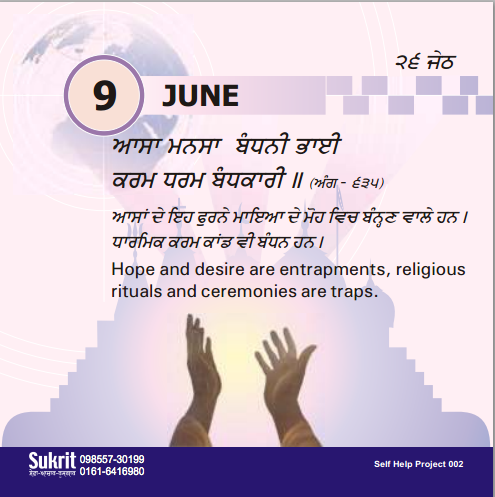 ੨੬ ਜੇਠ
9 JUNE
ਆਸਾ ਮਨਸਾ ਬੰਧਨੀ ਭਾਈ
ਕਰਮ ਧਰਮ ਬੰਧਕਾਰੀ ॥ (ਅੰਗ - ੬੩੫)
ਆਸਾਂ ਦੇ ਇਹ ਫੁਰਨੇ ਮਾਇਆ ਦੇ ਮੋਹ ਵਿਚ ਬੰਨ੍ਹਣ ਵਾਲੇ ਹਨ।
ਧਾਰਮਿਕ ਕਰਮ ਕਾਂਡ ਵੀ ਬੰਧਨ ਹਨ।
Hope and desire are entrapments, religious
rituals and ceremonies are traps.
Sukrit 098557-30199
0161-6416980
Self Help Project 002